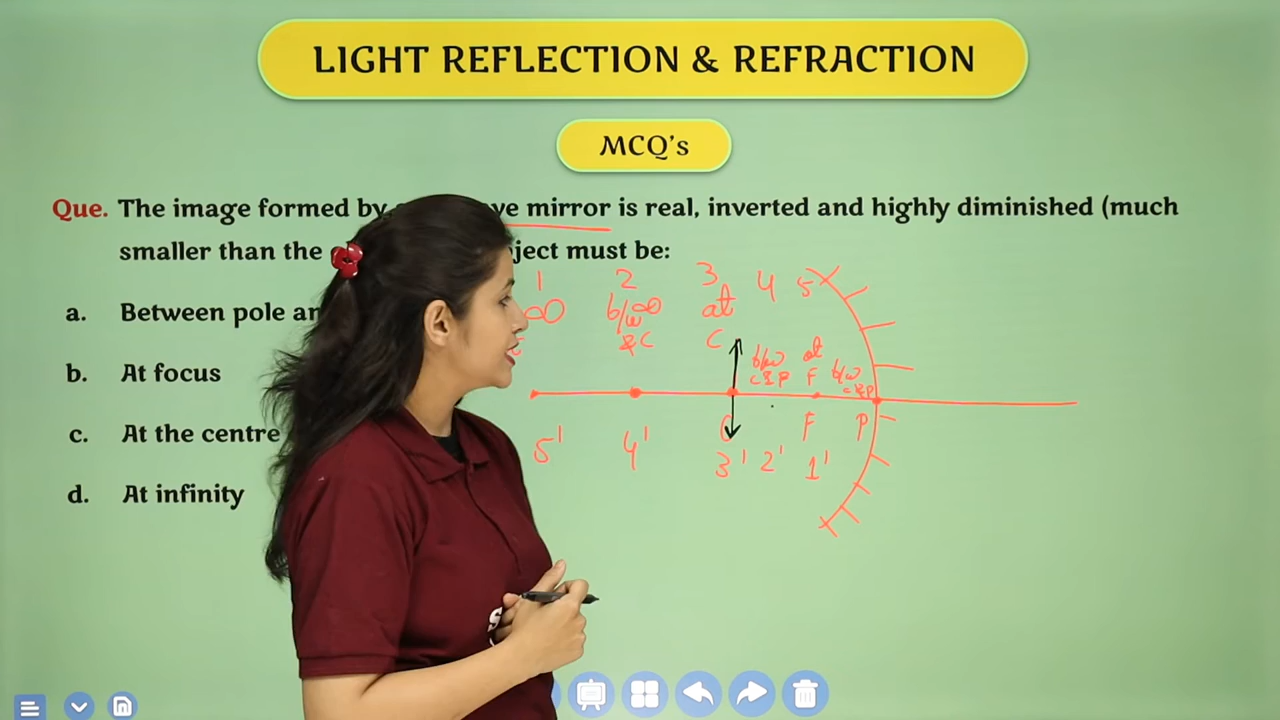 LIGHT REFLECTION & REFRACTION
MCQ's
Que. The image formed by ve mirror is real, inverted and highly diminished (much
smaller than the ject must be:
a. Between pole an
b. At focus
c. At the centre
d. At infinity
1 2 3 4 5
∞ b/w ∞ & C at C b/w C & P at F b/w C & P
C F P
5' 4' 3' 2' 1'